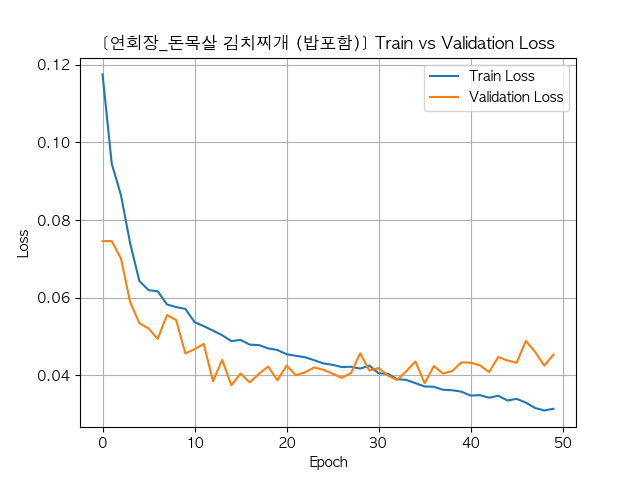 [연회장_돈목살 김치찌개 (밥포함)] Train vs Validation Loss
Train Loss
Validation Loss
0.12
0.10
0.08
0.06
0.04
Loss
0
10
20
30
40
50
Epoch